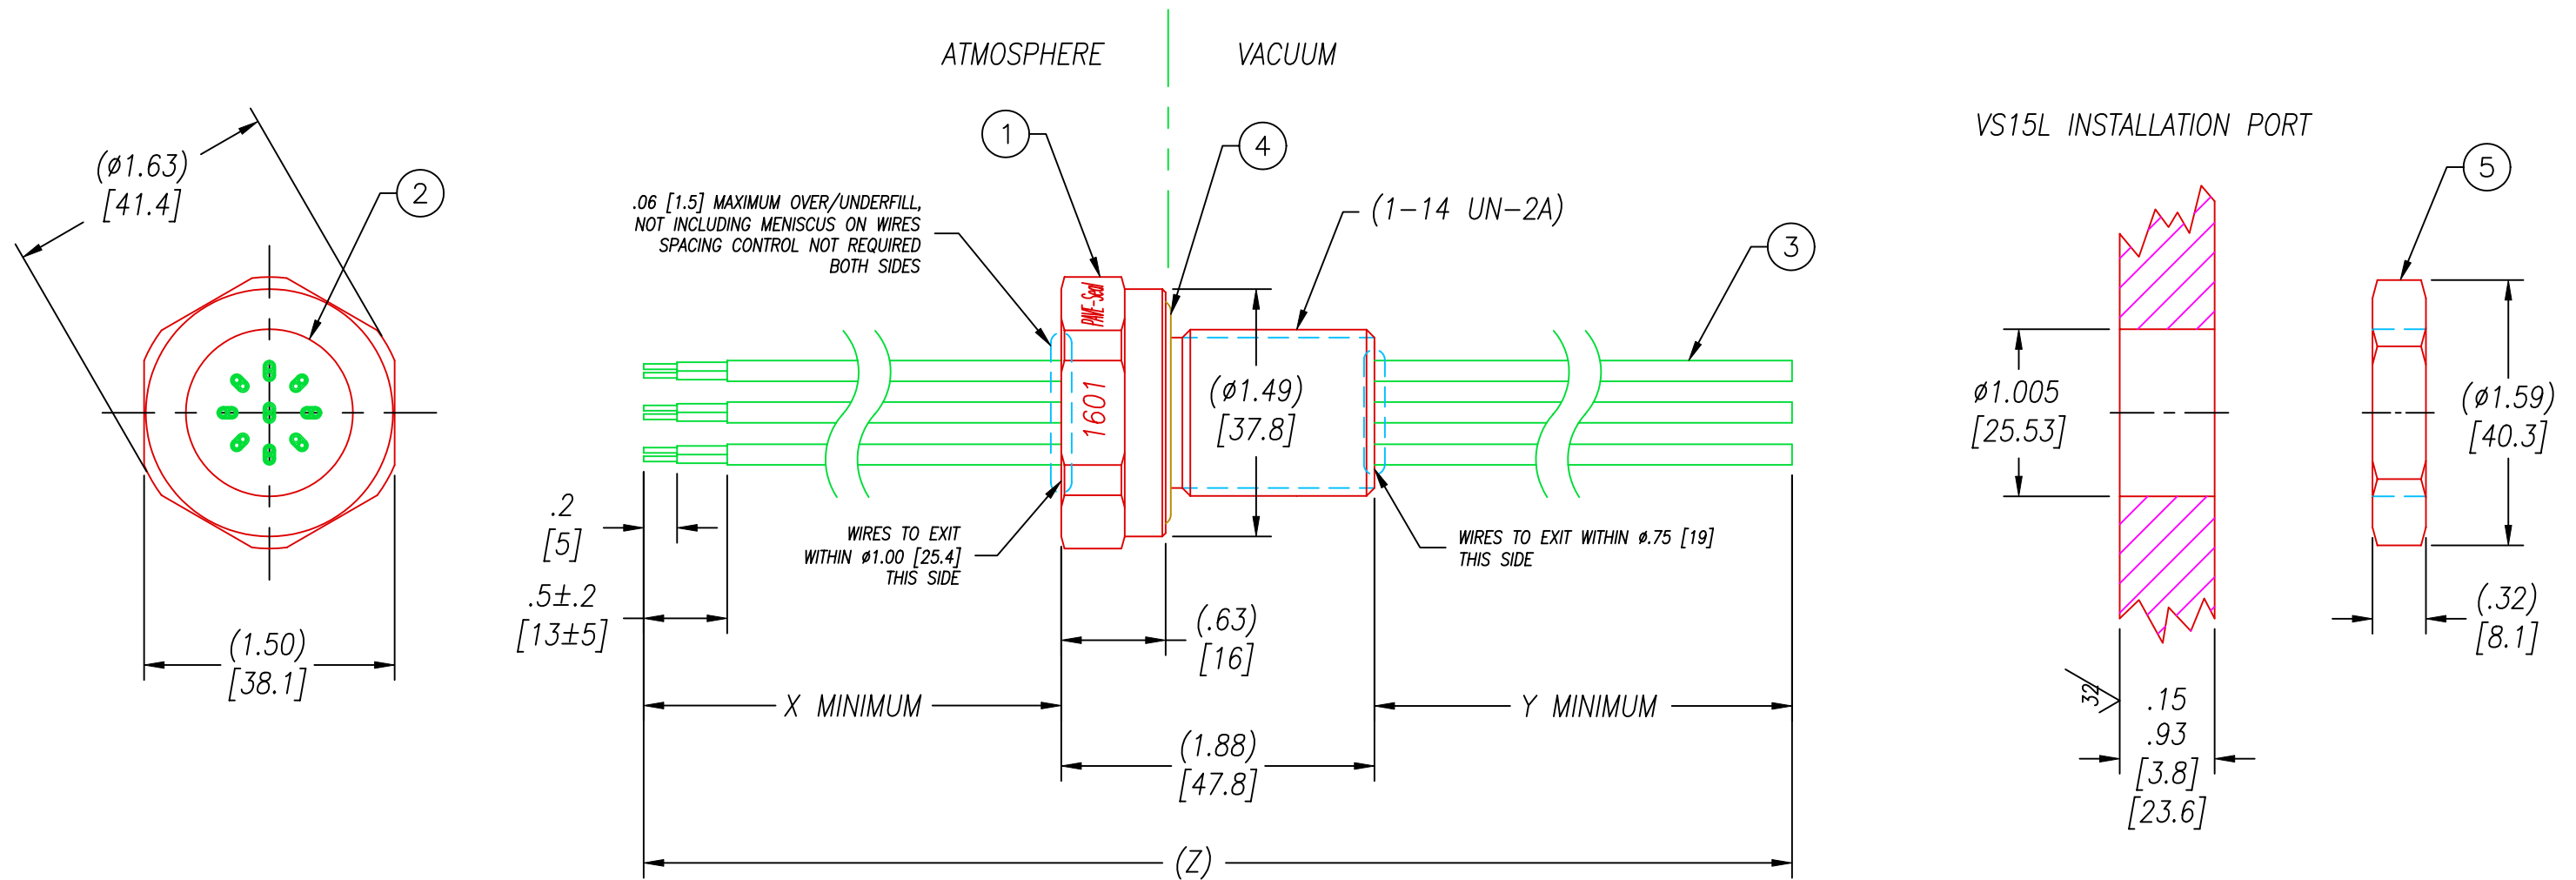 ATMOSPHERE
VACUUM
VS15L INSTALLATION PORT
(ø1.63)
[41.4]
2
1
4
5
3
.06 [1.5] MAXIMUM OVER/UNDERFILL,
NOT INCLUDING MENISCUS ON WIRES
SPACING CONTROL NOT REQUIRED
BOTH SIDES
(1-14 UN-2A)
PAVE-Seal
1601
(ø1.49)
[37.8]
ø1.005
[25.53]
(ø1.59)
[40.3]
.2
[5]
.5±.2
[13±5]
WIRES TO EXIT
WITHIN ø1.00 [25.4]
THIS SIDE
WIRES TO EXIT WITHIN ø.75 [19]
THIS SIDE
(1.50)
[38.1]
(.63)
[16]
(.32)
[8.1]
X MINIMUM
Y MINIMUM
(1.88)
[47.8]
32
.15
.93
[3.8]
[23.6]
(Z)